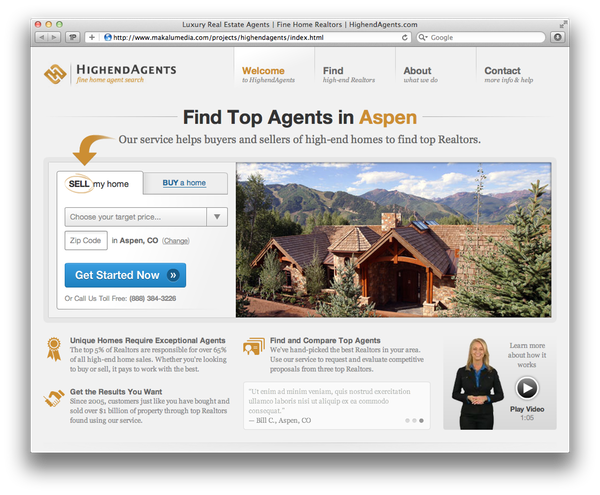 Luxury Real Estate Agents | Fine Home Realtors | HighendAgents.com
http://www.makalumedia.com/projects/highendagents/index.html
Google
HIGHENDAGENTS
fine home agent search
Welcome
to HighendAgents
Find
high-end Realtors
About
what we do
Contact
more info & help
Find Top Agents in Aspen
Our service helps buyers and sellers of high-end homes to find top Realtors.
SELL my home
BUY a home
Choose your target price...
Zip Code
in Aspen, CO (Change)
Get Started Now »
Or Call Us Toll Free: (888) 384-3226
Unique Homes Require Exceptional Agents
The top 5% of Realtors are responsible for over 65%
of all high-end home sales. Whether you're looking
to buy or sell, it pays to work with the best.
Find and Compare Top Agents
We've hand-picked the best Realtors in your area.
Use our service to request and evaluate competitive
proposals from three top Realtors.
Get the Results You Want
Since 2005, customers just like you have bought and
sold over $1 billion of property through top Realtors
found using our service.
"Ut enim ad minim veniam, quis nostrud exercitation
ullamco laboris nisi ut aliquip ex ea commodo
consequat."
— Bill C., Aspen, CO
Learn more
about how it
works
Play Video
1:05